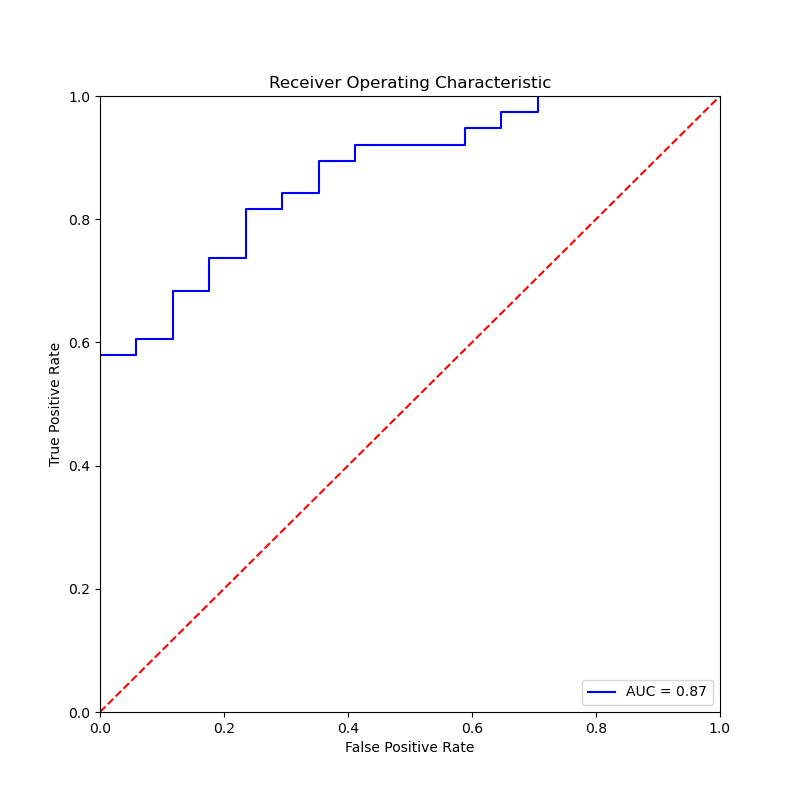 Receiver Operating Characteristic
1.0
0.8
0.6
0.4
0.2
0.0
True Positive Rate
AUC = 0.87
0.0 0.2 0.4 0.6 0.8 1.0
False Positive Rate